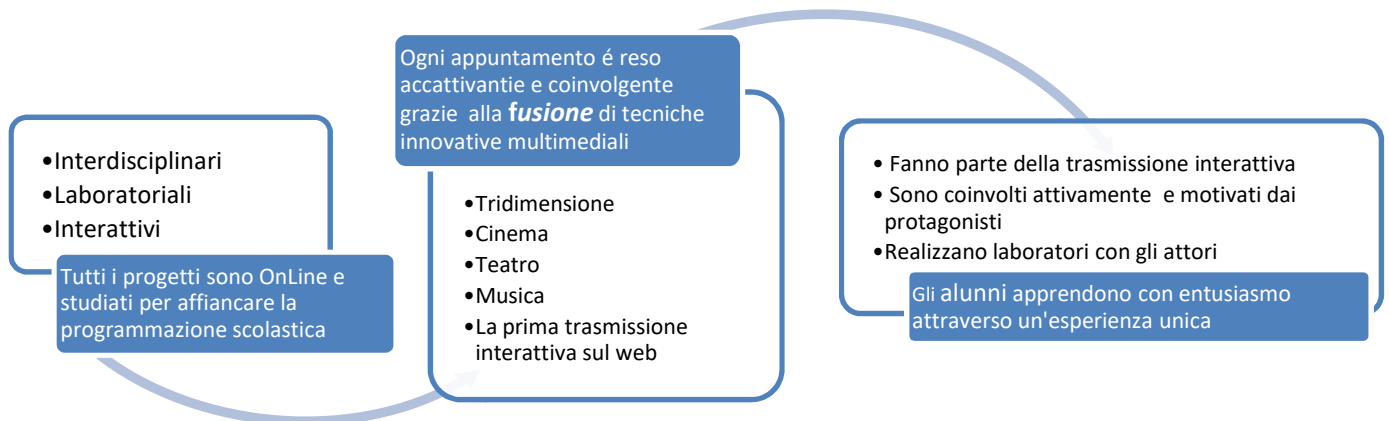 •Interdisciplinari
•Laboratoriali
•Interattivi
Tutti i progetti sono OnLine e
studiati per affiancare la
programmazione scolastica
Ogni appuntamento é reso
accattivantie e coinvolgente
grazie alla fusione di tecniche
innovative multimediali
•Tridimensione
•Cinema
•Teatro
•Musica
•La prima trasmissione
interattiva sul web
• Fanno parte della trasmissione interattiva
• Sono coinvolti attivamente e motivati dai
protagonisti
•Realizzano laboratori con gli attori
Gli alunni apprendono con entusiasmo
attraverso un'esperienza unica